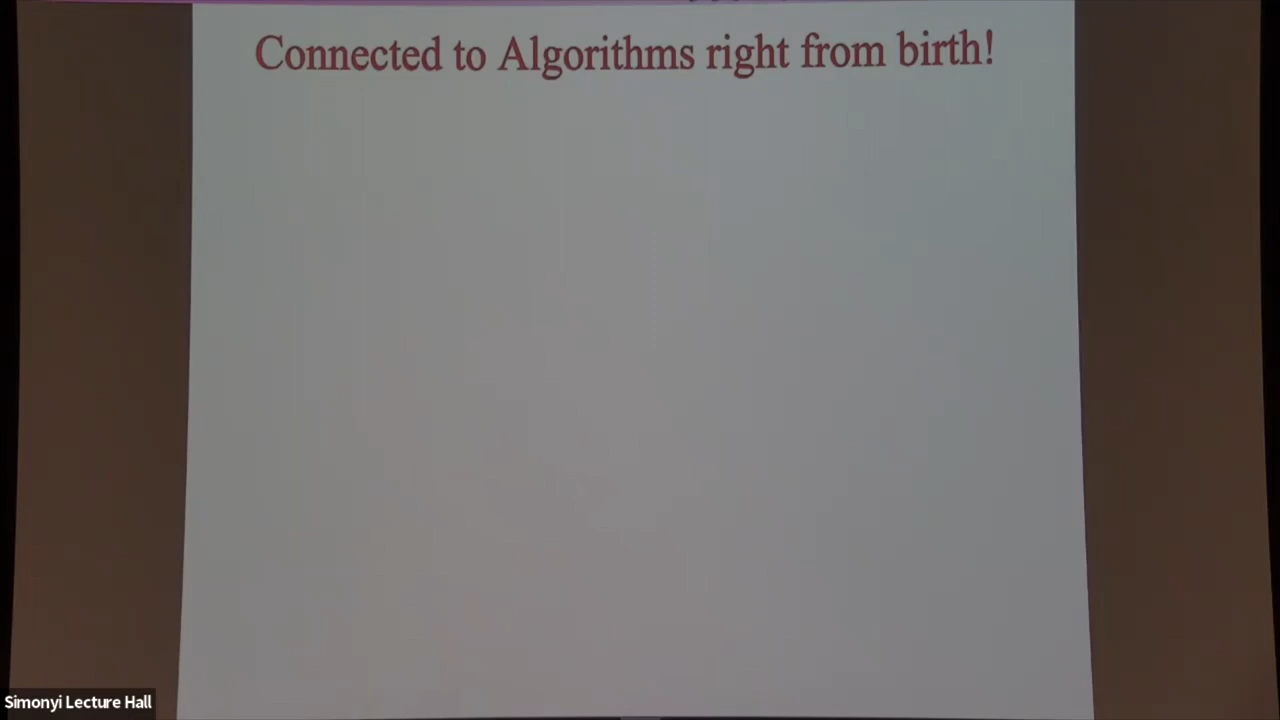 Connected to Algorithms right from birth!
Simonyi Lecture Hall